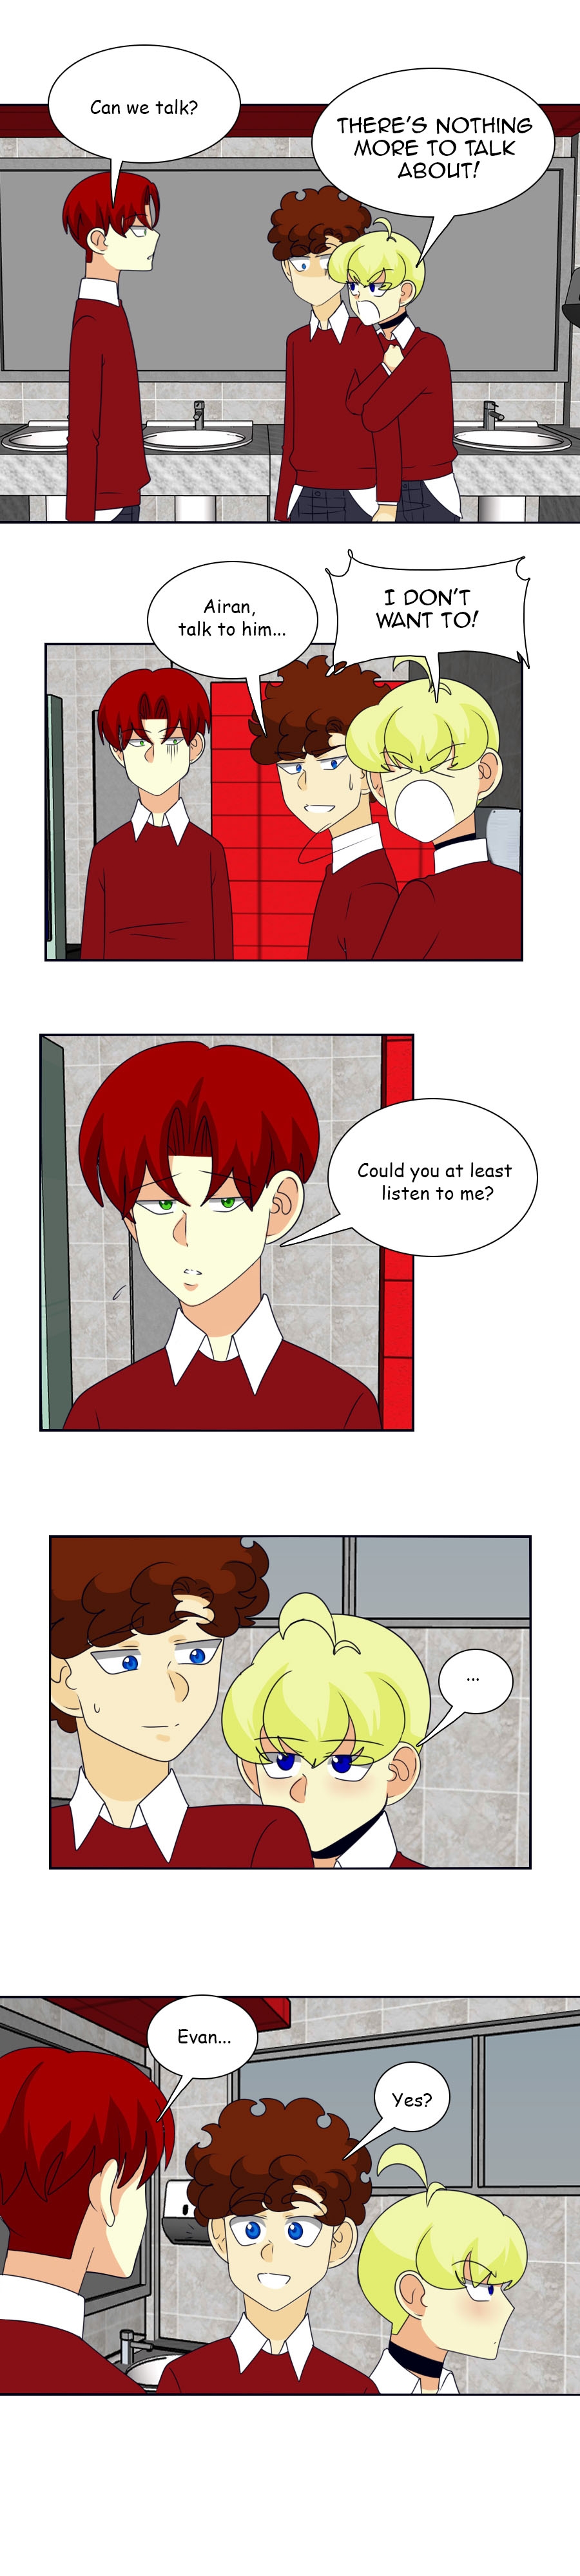 Can we talk?
THERE'S NOTHING
MORE TO TALK
ABOUT!
Airan,
talk to him...
I DON'T
WANT TO!
Could you at least
listen to me?
...
Evan...
Yes?